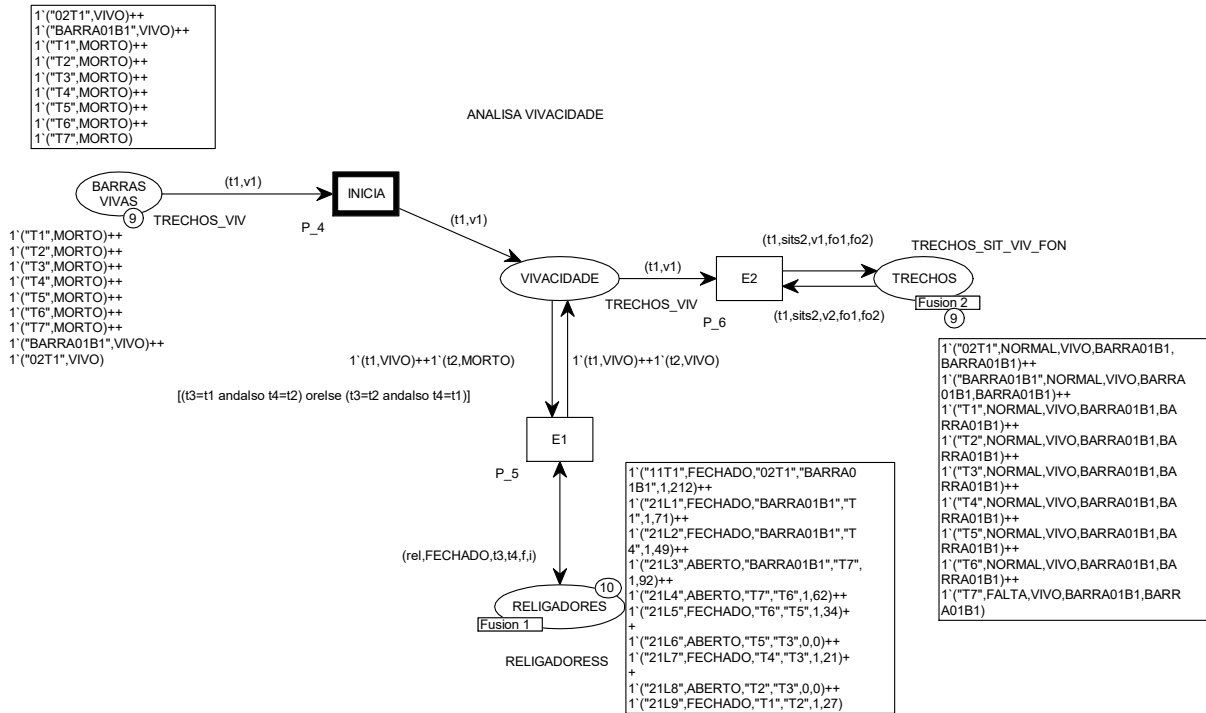 1`("02T1",VIVO)++
1`("BARRA01B1",VIVO)++
1`("T1",MORTO)++
1`("T2",MORTO)++
1`("T3",MORTO)++
1`("T4",MORTO)++
1`("T5",MORTO)++
1`("T6",MORTO)++
1`("T7",MORTO)
ANALISA VIVACIDADE
BARRAS
VIVAS
9
TRECHOS_VIV
(t1,v1)
INICIA
P_4
1`("T1",MORTO)++
1`("T2",MORTO)++
1`("T3",MORTO)++
1`("T4",MORTO)++
1`("T5",MORTO)++
1`("T6",MORTO)++
1`("T7",MORTO)++
1`("BARRA01B1",VIVO)++
1`("02T1",VIVO)
(t1,v1)
VIVACIDADE
TRECHOS_VIV
(t1,v1)
E2
P_6
(t1,sits2,v1,fo1,fo2)
(t1,sits2,v2,fo1,fo2)
TRECHOS_SIT_VIV_FON
TRECHOS
Fusion 2
9
1`("02T1",NORMAL,VIVO,BARRA01B1,
BARRA01B1)++
1`("BARRA01B1",NORMAL,VIVO,BARRA
01B1,BARRA01B1)++
1`("T1",NORMAL,VIVO,BARRA01B1,BA
RRA01B1)++
1`("T2",NORMAL,VIVO,BARRA01B1,BA
RRA01B1)++
1`("T3",NORMAL,VIVO,BARRA01B1,BA
RRA01B1)++
1`("T4",NORMAL,VIVO,BARRA01B1,BA
RRA01B1)++
1`("T5",NORMAL,VIVO,BARRA01B1,BA
RRA01B1)++
1`("T6",NORMAL,VIVO,BARRA01B1,BA
RRA01B1)++
1`("T7",FALTA,VIVO,BARRA01B1,BARR
A01B1)
1`(t1,VIVO)++1`(t2,MORTO)
1`(t1,VIVO)++1`(t2,VIVO)
[(t3=t1 andalso t4=t2) orelse (t3=t2 andalso t4=t1)]
E1
P_5
(rel,FECHADO,t3,t4,f,i)
10
RELIGADORES
Fusion 1
RELIGADORESS
1`("11T1",FECHADO,"02T1","BARRA0
1B1",1,212)++
1`("21L1",FECHADO,"BARRA01B1","T
1",1,71)++
1`("21L2",FECHADO,"BARRA01B1","T
4",1,49)++
1`("21L3",ABERTO,"BARRA01B1","T7",
1,92)++
1`("21L4",ABERTO,"T7","T6",1,62)++
1`("21L5",FECHADO,"T6","T5",1,34)+
+
1`("21L6",ABERTO,"T5","T3",0,0)++
1`("21L7",FECHADO,"T4","T3",1,21)+
+
1`("21L8",ABERTO,"T2","T3",0,0)++
1`("21L9",FECHADO,"T1","T2",1,27)